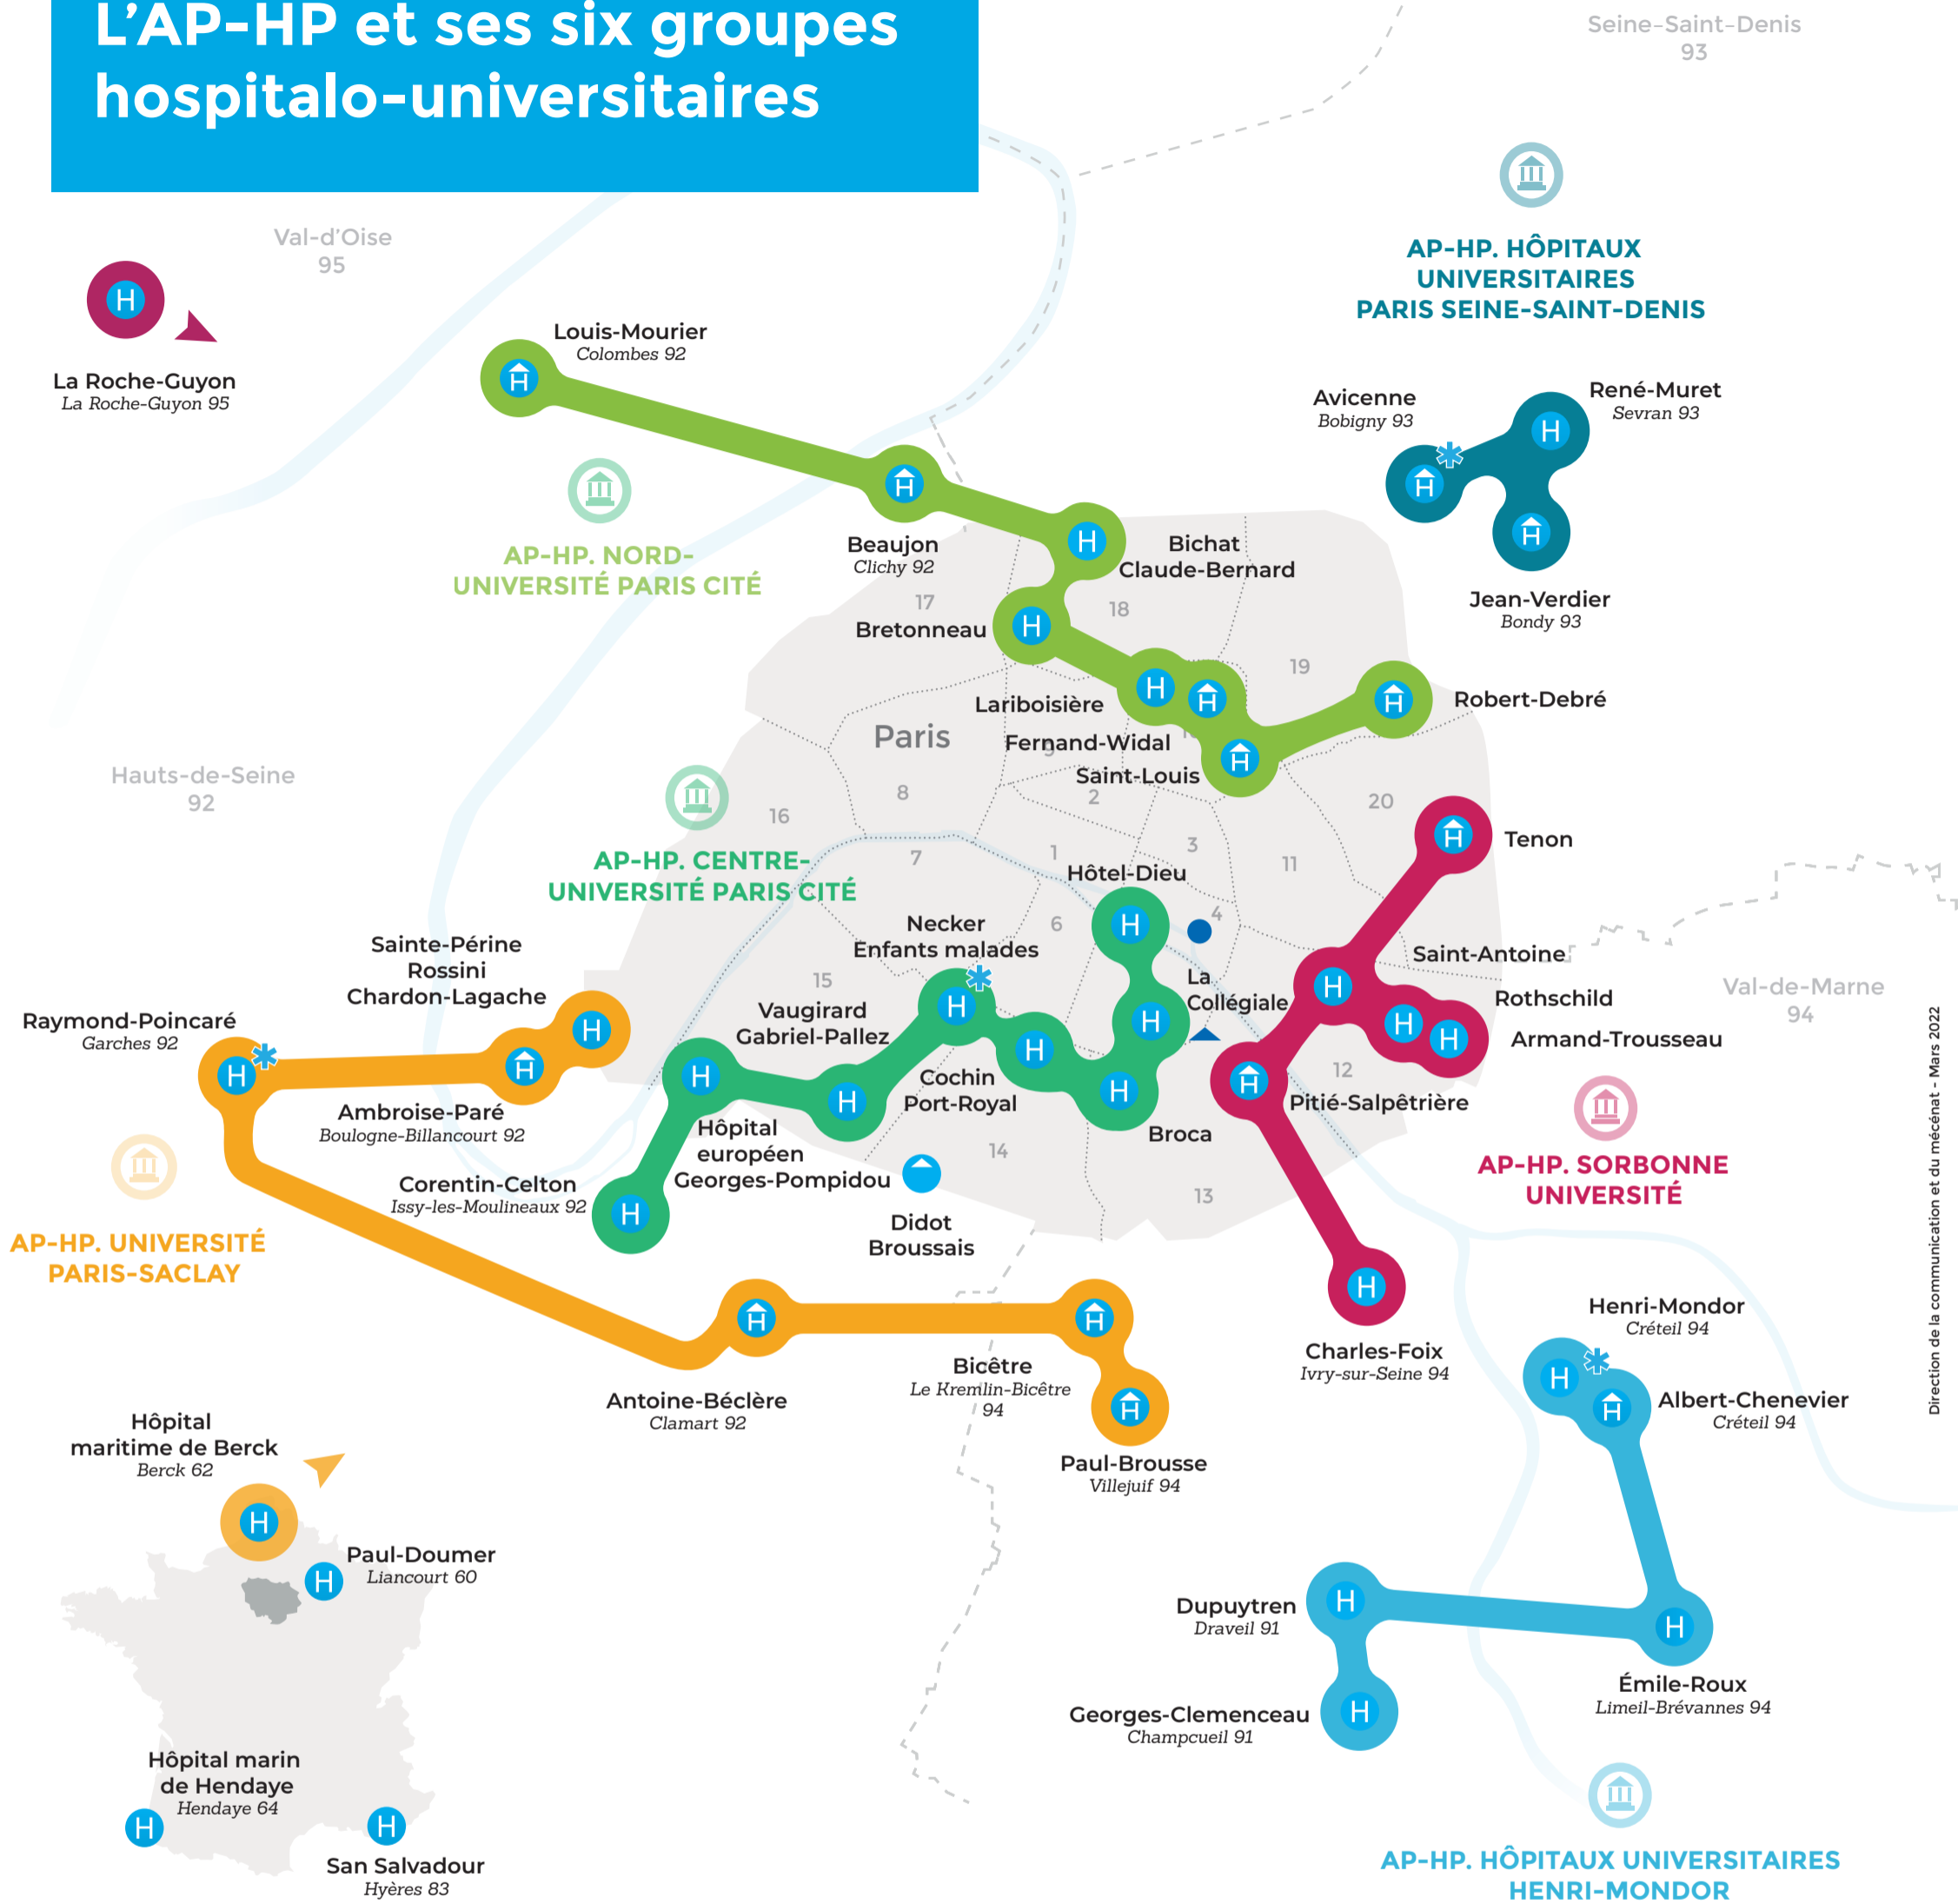 L'AP-HP et ses six groupes
hospitalo-universitaires
Seine-Saint-Denis
93
Val-d'Oise
95
AP-HP. HÔPITAUX
UNIVERSITAIRES
PARIS SEINE-SAINT-DENIS
H
La Roche-Guyon
La Roche-Guyon 95
Louis-Mourier
Colombes 92
H
Avicenne
Bobigny 93
René-Muret
Sevran 93
H
H
H
Jean-Verdier
Bondy 93
AP-HP. NORD-
UNIVERSITÉ PARIS CITÉ
H
Beaujon
Clichy 92
H
Bichat
Claude-Bernard
17
18
Bretonneau
H
19
Lariboisière
H
H
H
Robert-Debré
Paris
Fernand-Widal
9
Saint-Louis
H
Hauts-de-Seine
92
8
2
16
20
AP-HP. CENTRE-
UNIVERSITÉ PARIS CITÉ
7
1
3
11
H
Tenon
Hôtel-Dieu
H
4
6
Necker
Enfants malades
H
15
Sainte-Périne
Rossini
Chardon-Lagache
H
Saint-Antoine
H
Rothschild
H
Armand-Trousseau
H
Val-de-Marne
94
La
Collégiale
H
Vaugirard
Gabriel-Pallez
H
Raymond-Poincaré
Garches 92
H
Ambroise-Paré
Boulogne-Billancourt 92
H
Cochin
Port-Royal
H
H
Broca
H
Pitié-Salpêtrière
12
H
Hôpital
européen
Georges-Pompidou
14
13
AP-HP. SORBONNE
UNIVERSITÉ
Corentin-Celton
Issy-les-Moulineaux 92
H
Didot
Broussais
AP-HP. UNIVERSITÉ
PARIS-SACLAY
H
Antoine-Béclère
Clamart 92
H
Bicêtre
Le Kremlin-Bicêtre
94
H
Paul-Brousse
Villejuif 94
H
Charles-Foix
Ivry-sur-Seine 94
Henri-Mondor
Créteil 94
H
H
Albert-Chenevier
Créteil 94
Direction de la communication et du mécénat - Mars 2022
Hôpital
maritime de Berck
Berck 62
H
Paul-Doumer
Liancourt 60
H
Dupuytren
Draveil 91
H
H
Émile-Roux
Limeil-Brévannes 94
Georges-Clemenceau
Champcueil 91
H
Hôpital marin
de Hendaye
Hendaye 64
H
H
San Salvadour
Hyères 83
AP-HP. HÔPITAUX UNIVERSITAIRES
HENRI-MONDOR